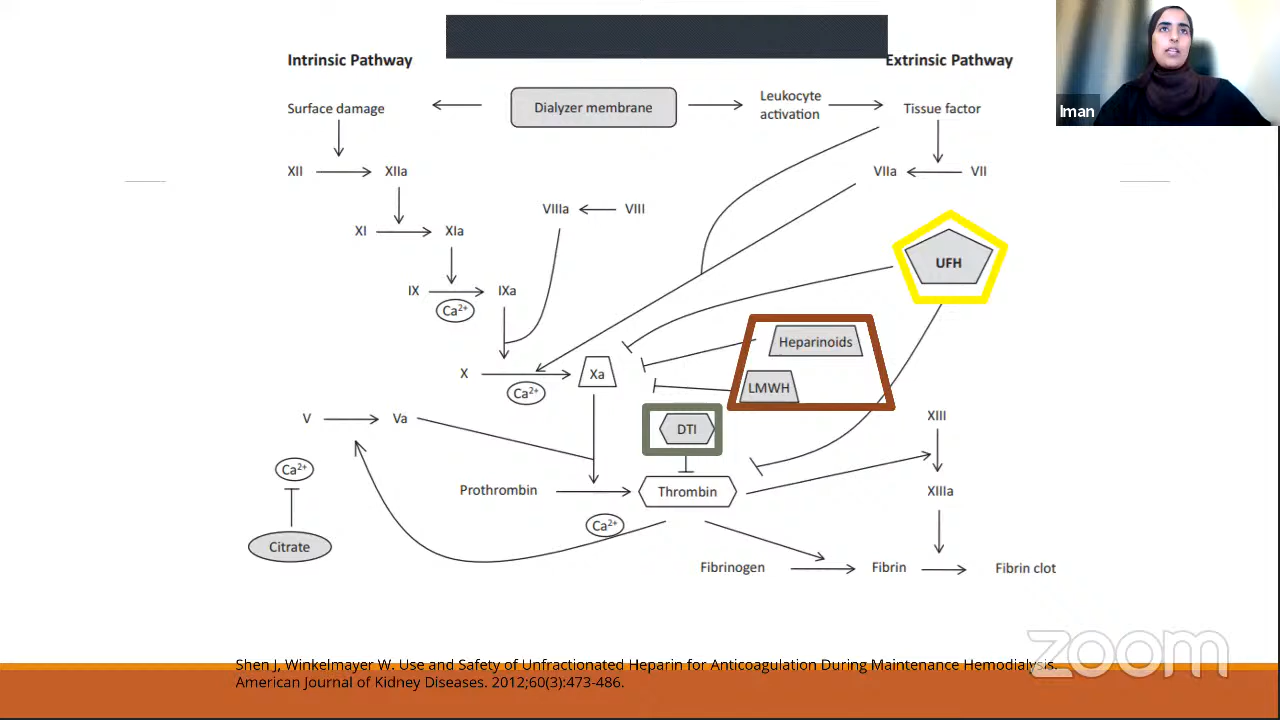 Intrinsic Pathway
Extrinsic Pathway
Surface damage
Dialyzer membrane
Leukocyte
activation
Tissue factor
Iman
XII
XIIa
VIIa
VII
XI
XIa
VIIIa
VIII
UFH
IX
IXa
Ca2+
Heparinoids
X
Ca2+
Xa
LMWH
V
Va
DTI
XIII
Ca2+
Prothrombin
Thrombin
XIIIa
Ca2+
Citrate
Fibrinogen
Fibrin
Fibrin clot
zoom
Shen J, Winkelmayer W. Use and Safety of Unfractionated Heparin for Anticoagulation During Maintenance Hemodialysis.
American Journal of Kidney Diseases. 2012;60(3):473-486.